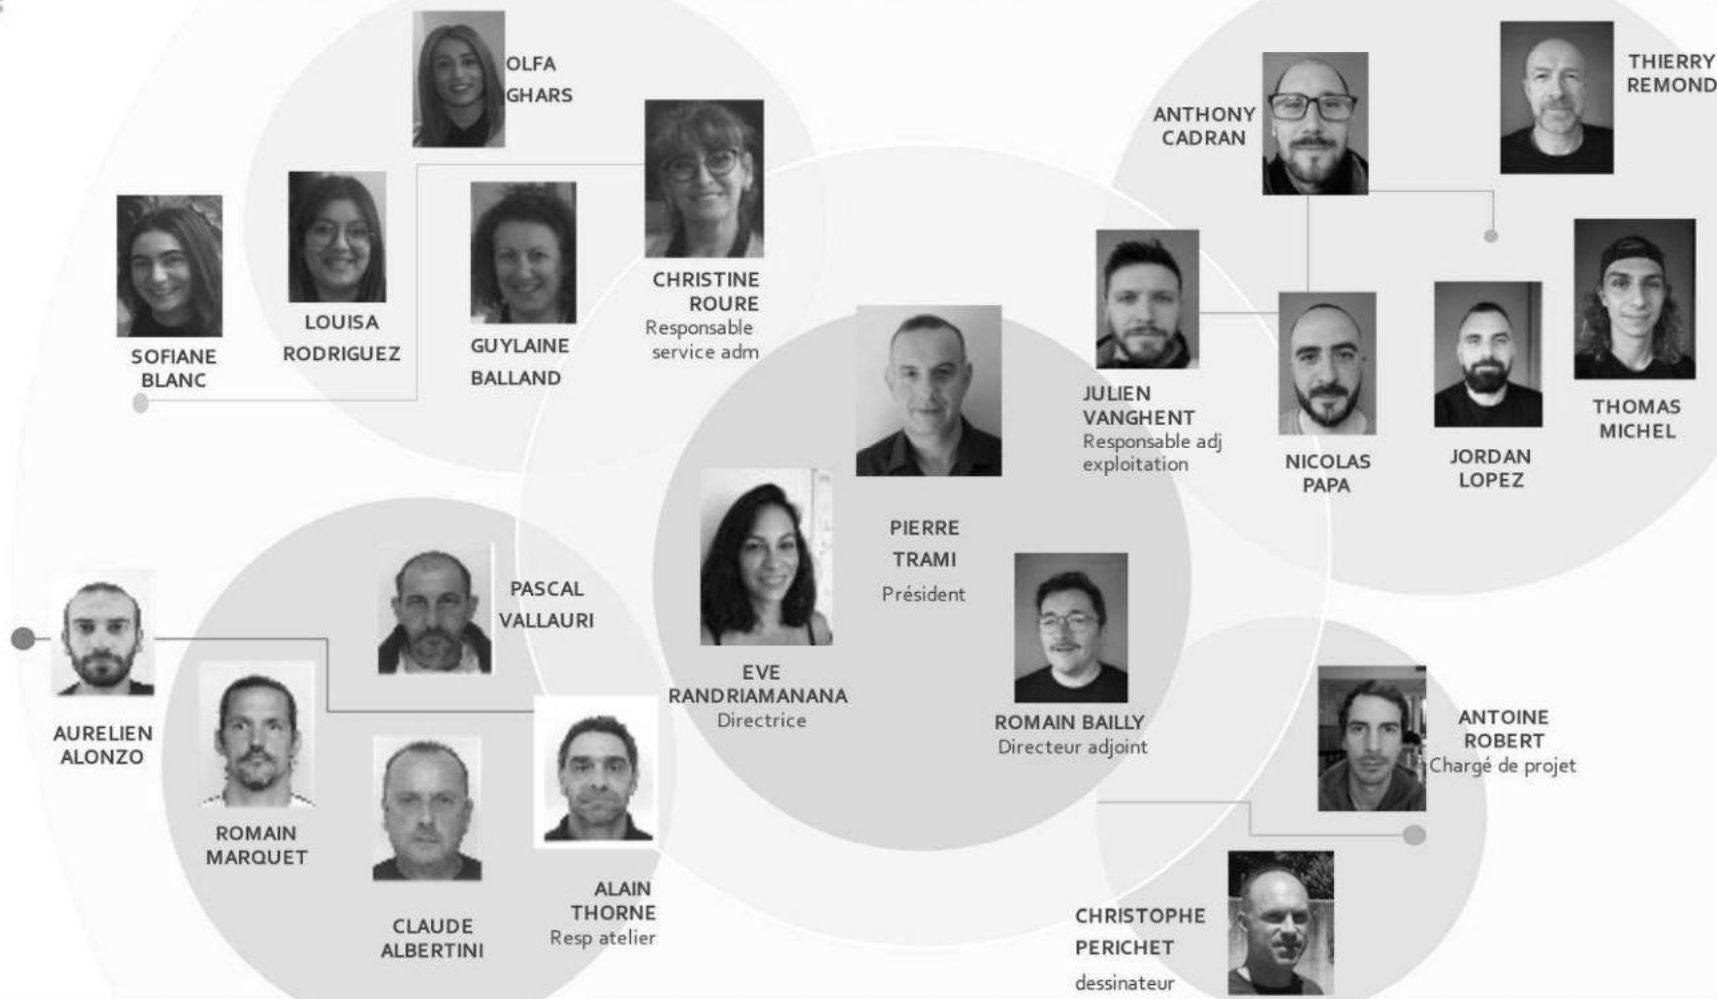 OLFA
GHARS
THIERRY
REMOND
ANTHONY
CADRAN
CHRISTINE
ROURE
Responsable
service adm
LOUISA
RODRIGUEZ
GUYLAINE
BALLAND
SOFIANE
BLANC
JULIEN
VANGHENT
Responsable adj
exploitation
NICOLAS
PAPA
JORDAN
LOPEZ
THOMAS
MICHEL
PIERRE
TRAMI
Président
PASCAL
VALLAURI
EVE
RANDRIAMANANA
Directrice
ROMAIN BAILLY
Directeur adjoint
ANTOINE
ROBERT
Chargé de projet
AURELIEN
ALONZO
ROMAIN
MARQUET
CLAUDE
ALBERTINI
ALAIN
THORNE
Resp atelier
CHRISTOPHE
PERICHET
dessinateur